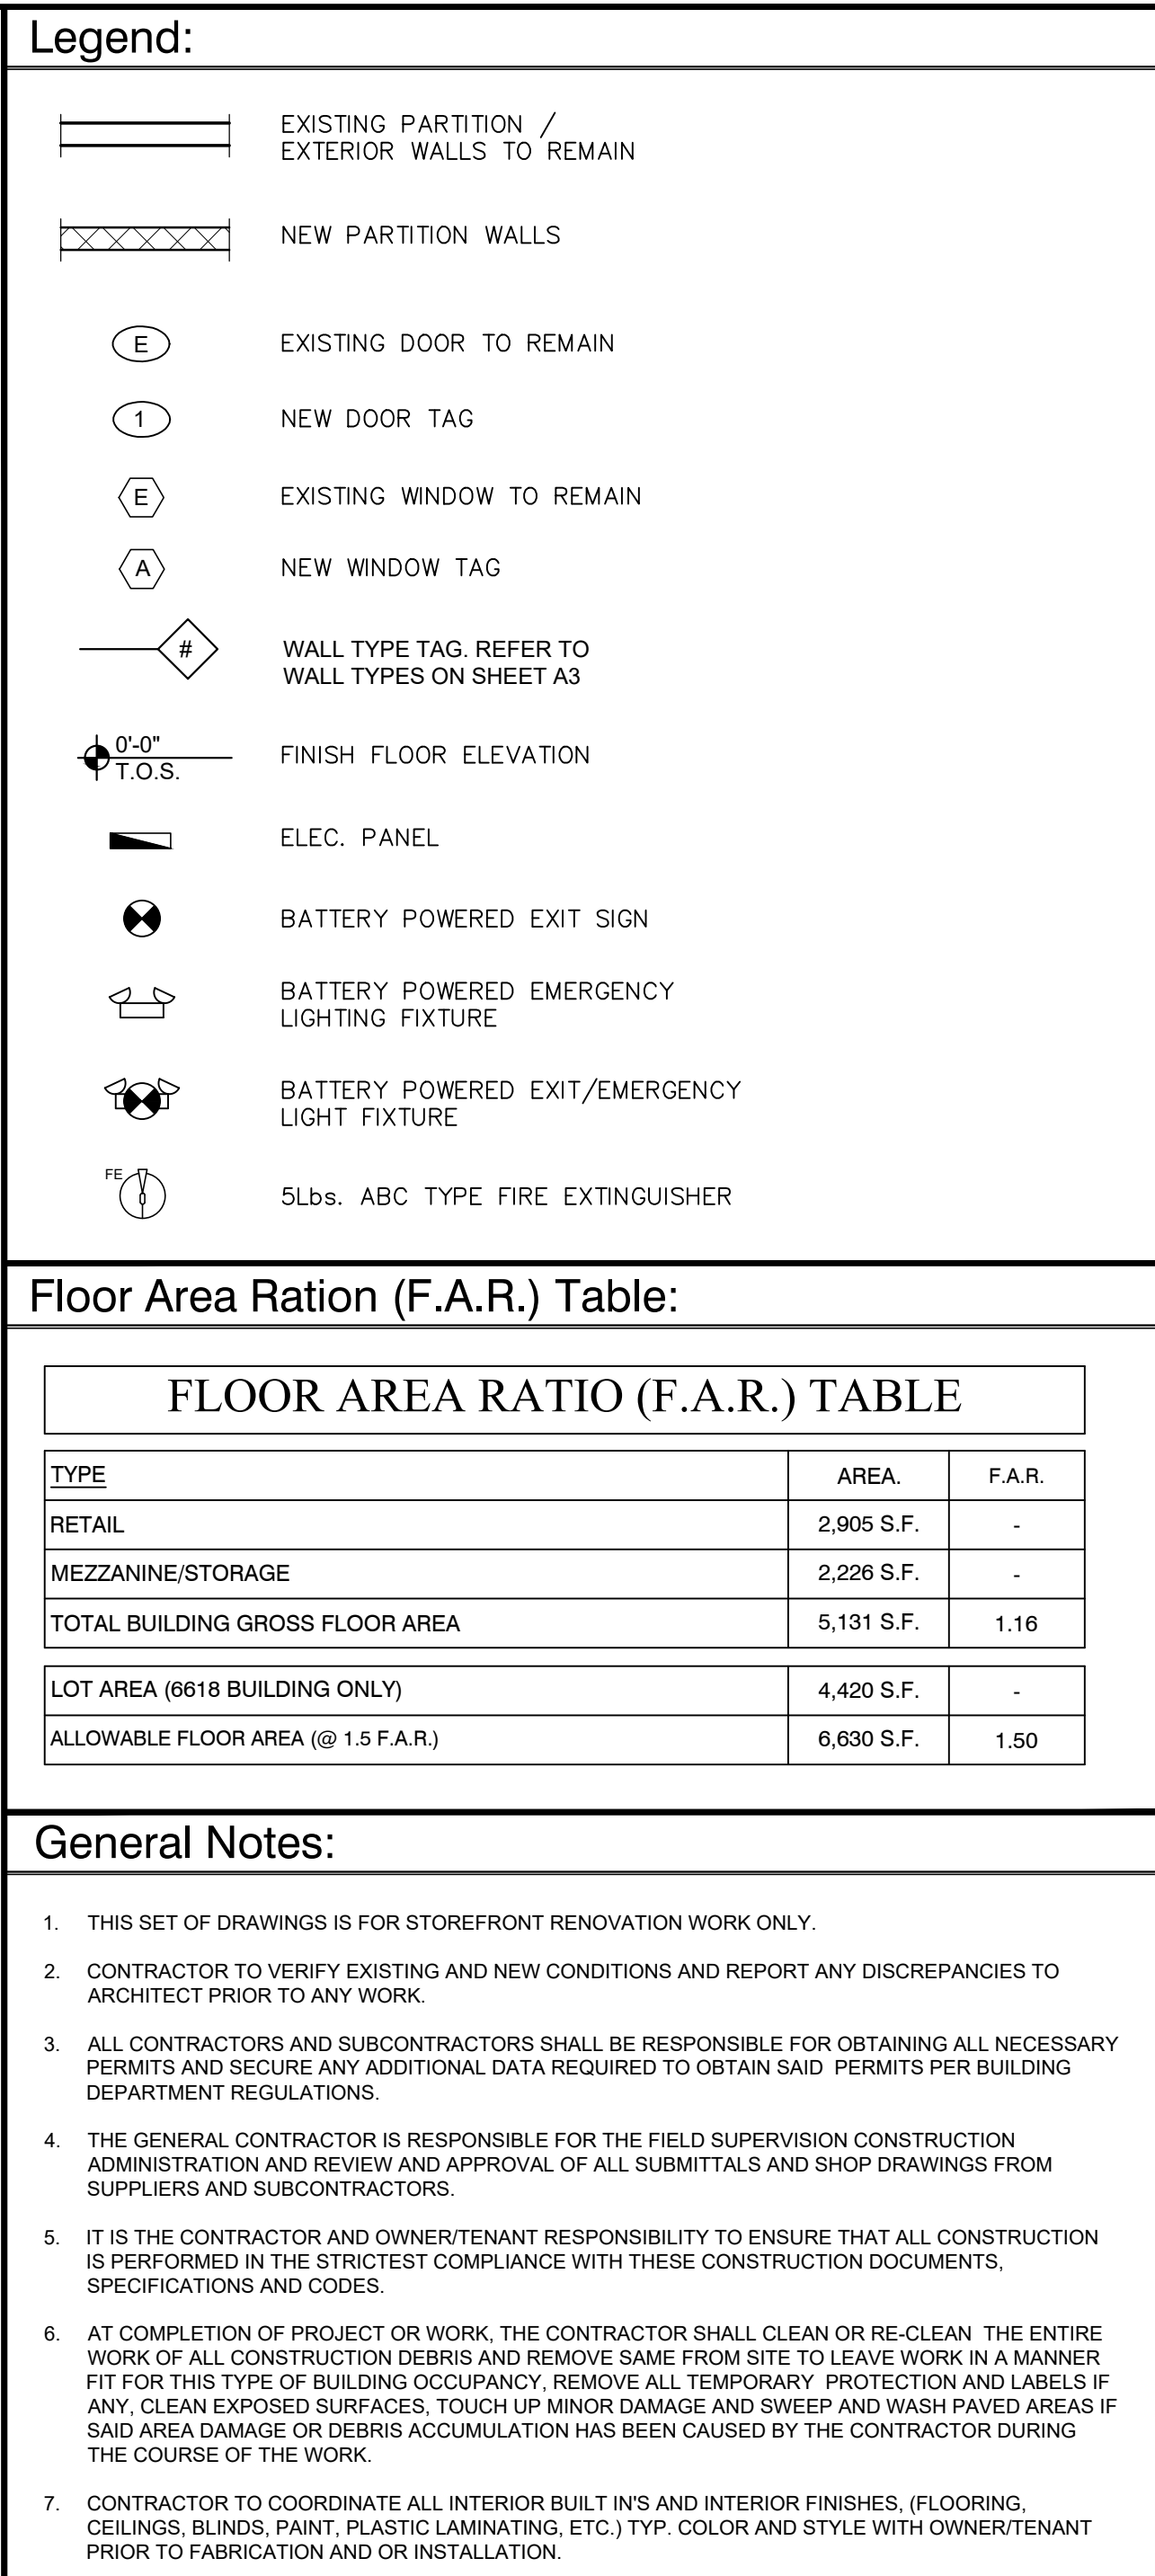 Legend:
EXISTING PARTITION /
EXTERIOR WALLS TO REMAIN
NEW PARTITION WALLS
E
EXISTING DOOR TO REMAIN
1
NEW DOOR TAG
E
EXISTING WINDOW TO REMAIN
A
NEW WINDOW TAG
#
WALL TYPE TAG. REFER TO
WALL TYPES ON SHEET A3
0'-0"
T.O.S.
FINISH FLOOR ELEVATION
ELEC. PANEL
BATTERY POWERED EXIT SIGN
BATTERY POWERED EMERGENCY
LIGHTING FIXTURE
BATTERY POWERED EXIT/EMERGENCY
LIGHT FIXTURE
FE
5Lbs. ABC TYPE FIRE EXTINGUISHER
Floor Area Ration (F.A.R.) Table:
FLOOR AREA RATIO (F.A.R.) TABLE
TYPE AREA. F.A.R.
RETAIL 2,905 S.F. -
MEZZANINE/STORAGE 2,226 S.F. -
TOTAL BUILDING GROSS FLOOR AREA 5,131 S.F. 1.16
LOT AREA (6618 BUILDING ONLY) 4,420 S.F. -
ALLOWABLE FLOOR AREA (@ 1.5 F.A.R.) 6,630 S.F. 1.50
General Notes:
1. THIS SET OF DRAWINGS IS FOR STOREFRONT RENOVATION WORK ONLY.
2. CONTRACTOR TO VERIFY EXISTING AND NEW CONDITIONS AND REPORT ANY DISCREPANCIES TO
ARCHITECT PRIOR TO ANY WORK.
3. ALL CONTRACTORS AND SUBCONTRACTORS SHALL BE RESPONSIBLE FOR OBTAINING ALL NECESSARY
PERMITS AND SECURE ANY ADDITIONAL DATA REQUIRED TO OBTAIN SAID PERMITS PER BUILDING
DEPARTMENT REGULATIONS.
4. THE GENERAL CONTRACTOR IS RESPONSIBLE FOR THE FIELD SUPERVISION CONSTRUCTION
ADMINISTRATION AND REVIEW AND APPROVAL OF ALL SUBMITTALS AND SHOP DRAWINGS FROM
SUPPLIERS AND SUBCONTRACTORS.
5. IT IS THE CONTRACTOR AND OWNER/TENANT RESPONSIBILITY TO ENSURE THAT ALL CONSTRUCTION
IS PERFORMED IN THE STRICTEST COMPLIANCE WITH THESE CONSTRUCTION DOCUMENTS,
SPECIFICATIONS AND CODES.
6. AT COMPLETION OF PROJECT OR WORK, THE CONTRACTOR SHALL CLEAN OR RE-CLEAN THE ENTIRE
WORK OF ALL CONSTRUCTION DEBRIS AND REMOVE SAME FROM SITE TO LEAVE WORK IN A MANNER
FIT FOR THIS TYPE OF BUILDING OCCUPANCY, REMOVE ALL TEMPORARY PROTECTION AND LABELS IF
ANY, CLEAN EXPOSED SURFACES, TOUCH UP MINOR DAMAGE AND SWEEP AND WASH PAVED AREAS IF
SAID AREA DAMAGE OR DEBRIS ACCUMULATION HAS BEEN CAUSED BY THE CONTRACTOR DURING
THE COURSE OF THE WORK.
7. CONTRACTOR TO COORDINATE ALL INTERIOR BUILT IN'S AND INTERIOR FINISHES, (FLOORING,
CEILINGS, BLINDS, PAINT, PLASTIC LAMINATING, ETC.) TYP. COLOR AND STYLE WITH OWNER/TENANT
PRIOR TO FABRICATION AND OR INSTALLATION.